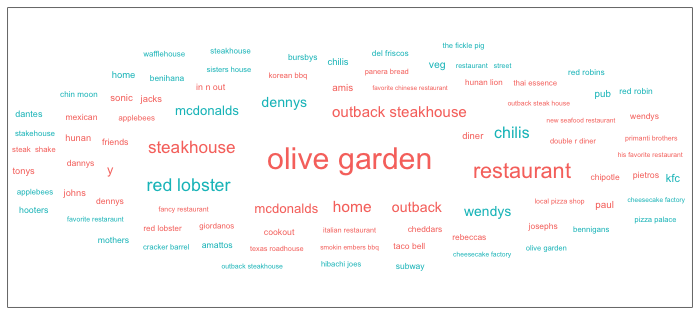 the fickle pig
wafflehouse
steakhouse
bursbys
chilis
del friscos
veg
restaurant street
sisters house
home
benihana
in n out
korean bbq
panera bread
red robins
chin moon
sonic
jacks
amis
favorite chinese restaurant
hunan lion
thai essence
pub
red robin
dantes
mexican
applebees
mcdonalds
dennys
outback steakhouse
outback steak house
wendys
new seafood restaurant
stakehouse
hunan
friends
steakhouse
diner
chilis
double r diner
primanti brothers
steak shake
dannys
y
olive garden
restaurant
his favorite restaurant
tonys
chipotle
pietros
kfc
applebees
johns
dennys
red lobster
hooters
favorite restaraunt
fancy restaurant
mcdonalds
home
outback
wendys
local pizza shop
paul
cheesecake factory
mothers
red lobster
giordanos
cookout
italian restaurant
cheddars
rebeccas
josephs
bennigans
pizza palace
cracker barrel
amattos
texas roadhouse
smokin embers bbq
taco bell
cheesecake factory
olive garden
outback steakhouse
hibachi joes
subway